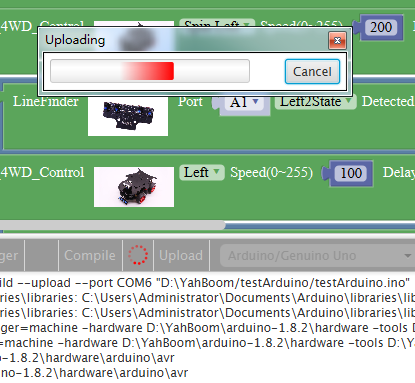 4WD_Control Spin Left Speed(0~255) 200
Uploading
Cancel
LineFinder Port A1 Left2State Detected
4WD_Control Left Speed(0~255) 100 Delay
ger Compile Upload Arduino/Genuino Uno
ild --upload --port COM6 "D:\YahBoom/testArduino/testArduino.ino"
aries\libraries: C:\Users\Administrator\Documents\Arduino\libraries\lib
aries\libraries: C:\Users\Administrator\Documents\Arduino\libraries\lib
ger=machine -hardware D:\YahBoom\arduino-1.8.2\hardware -tools D
=machine -hardware D:\YahBoom\arduino-1.8.2\hardware -tools D:\Y
o-1.8.2\hardware\arduino\avr
ino-1.8.2\hardware\arduino\avr